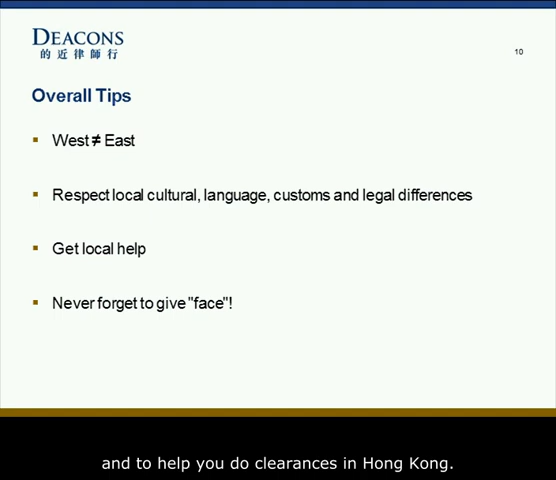 DEACONS
的近律師行
10
Overall Tips
West ≠ East
Respect local cultural, language, customs and legal differences
Get local help
Never forget to give "face"!
and to help you do clearances in Hong Kong.